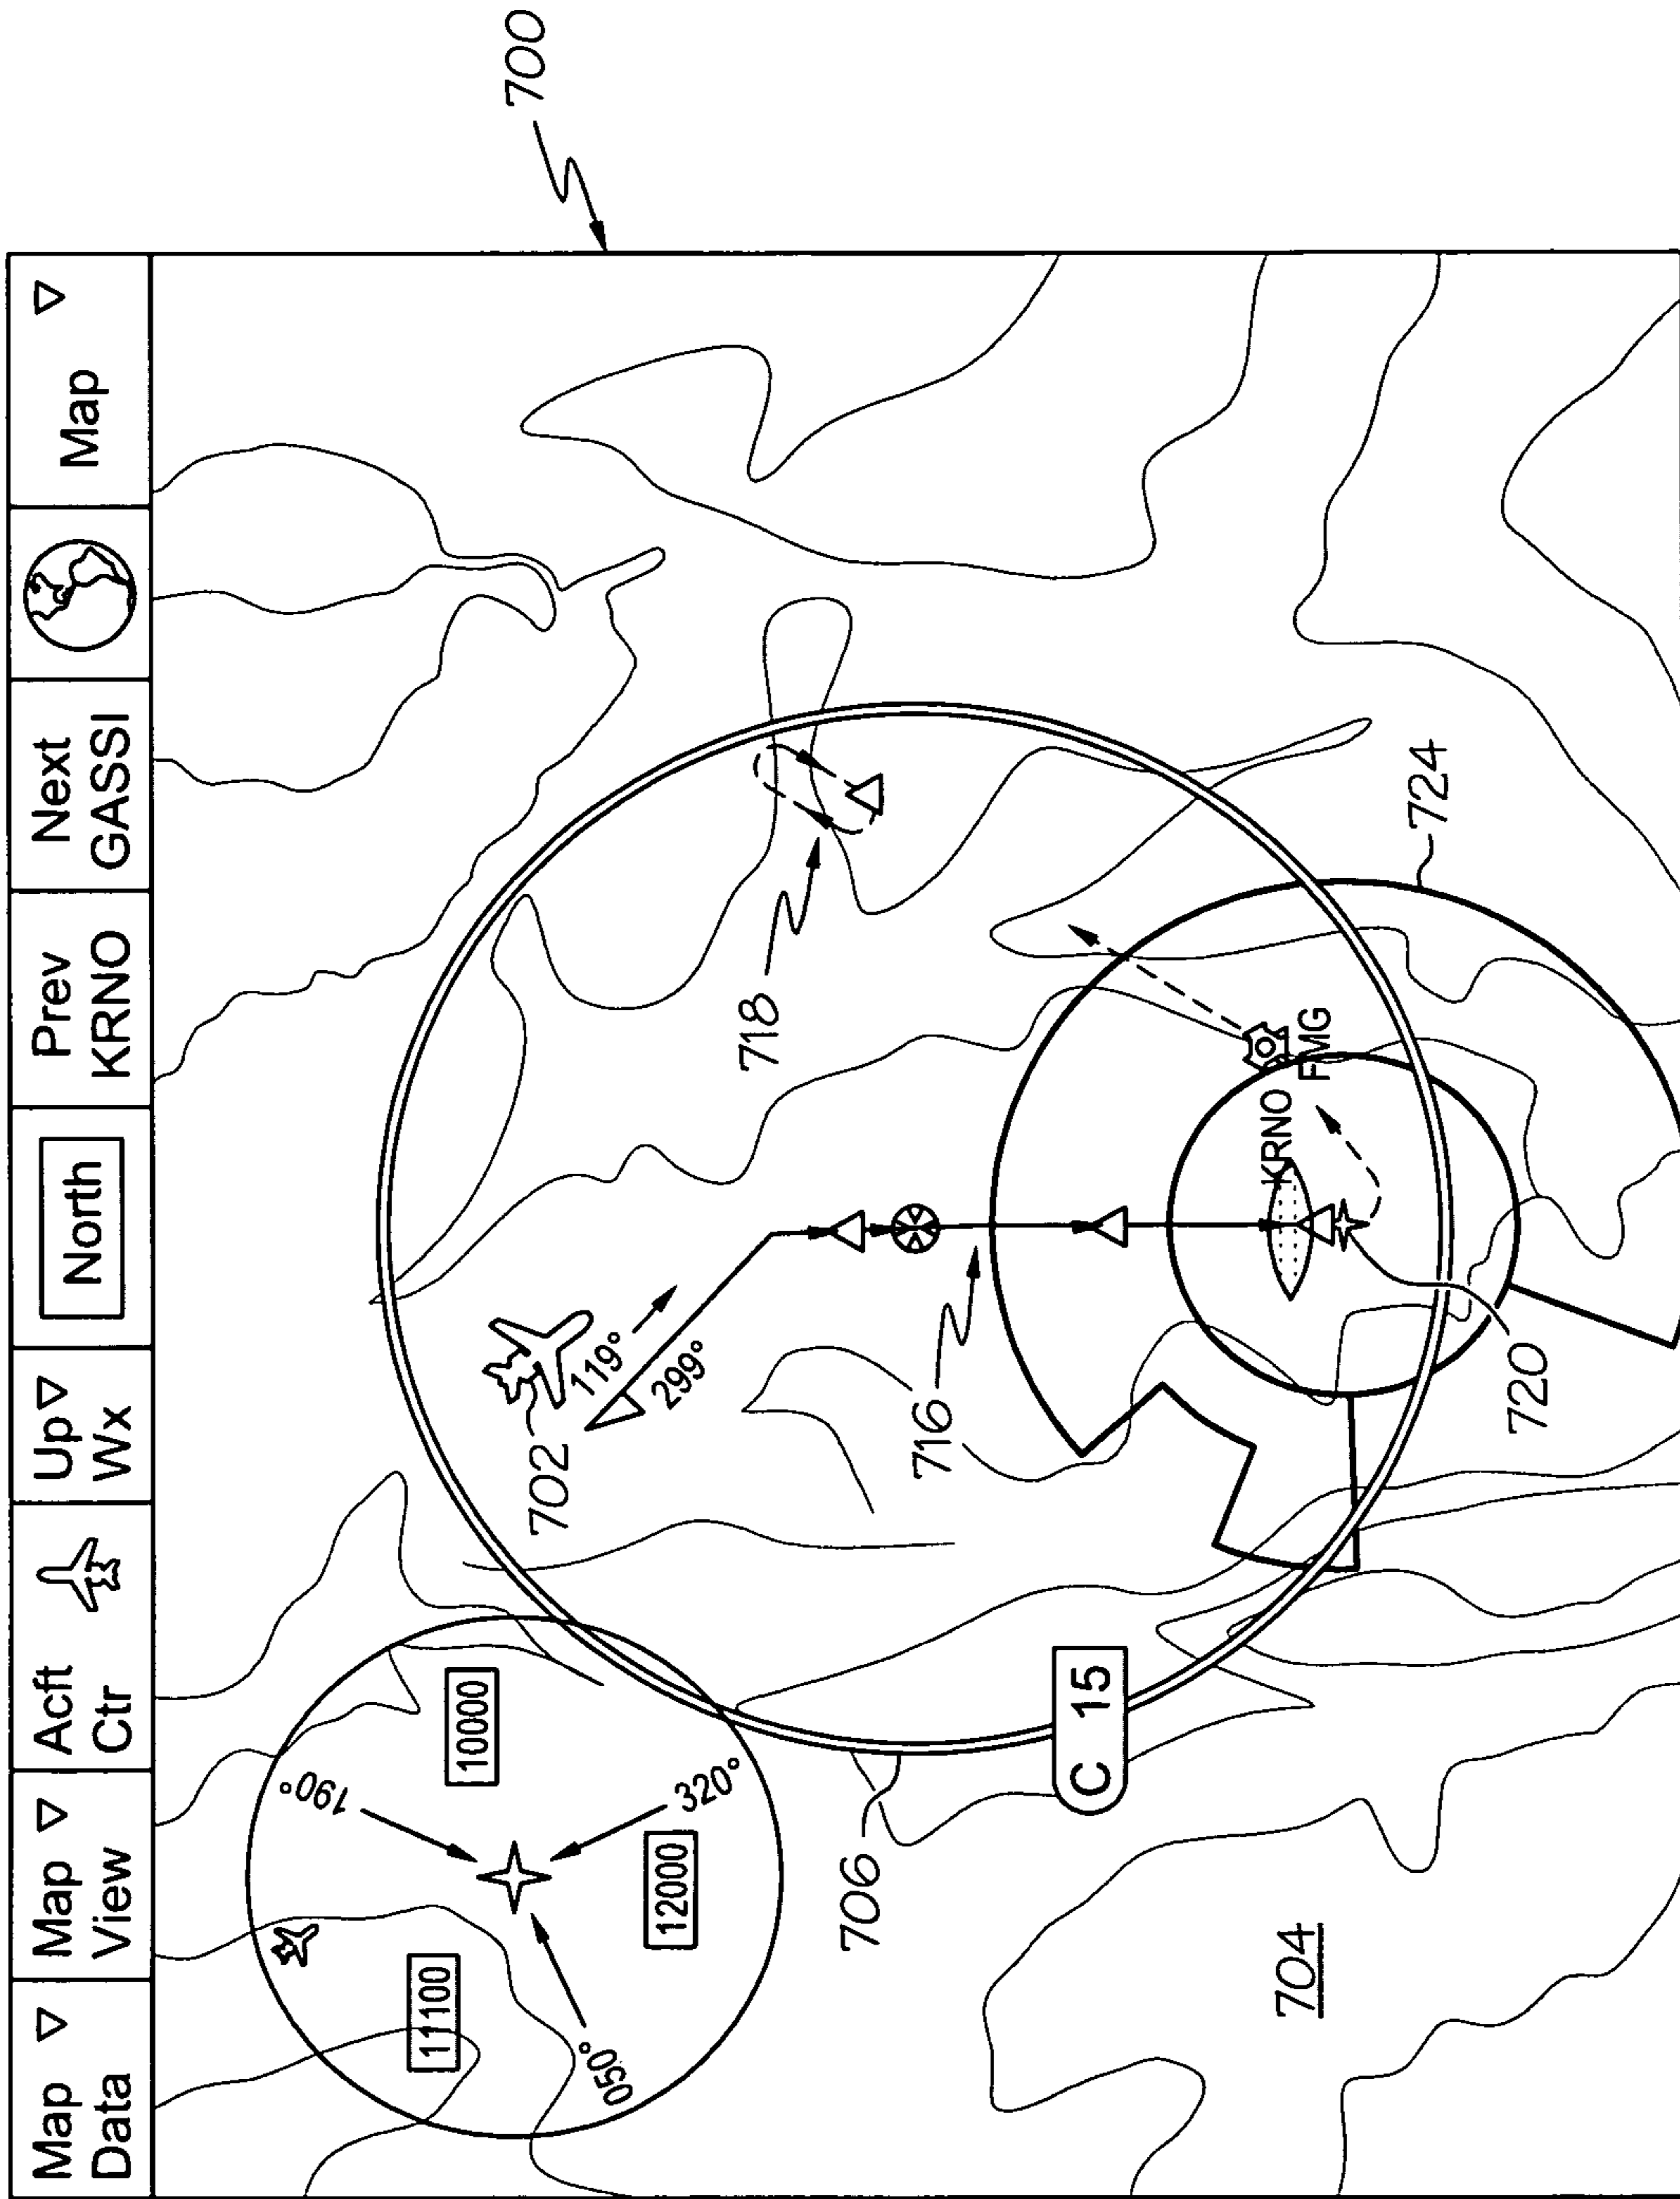 Map
Data
Map
View
Acft
Ctr
Up
Wx
North
Prev
KRNO
Next
GASSI
Map
700
190°
10000
11100
050°
12000
320°
702
119°
299°
718
706
716
C 15
KRNO
FMG
724
704
720